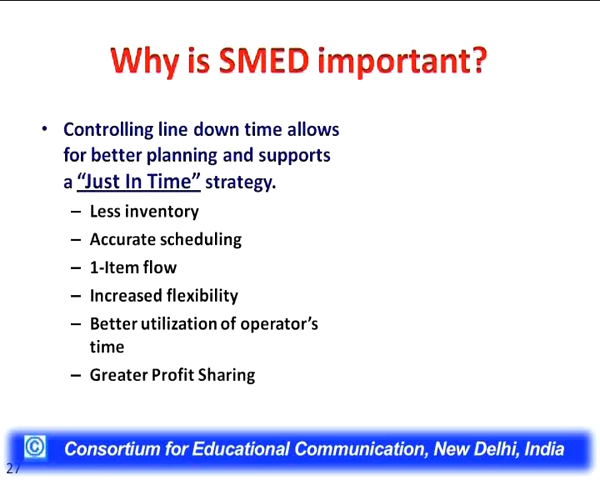 Why is SMED important?
• Controlling line down time allows
for better planning and supports
a “Just In Time” strategy.
– Less inventory
– Accurate scheduling
– 1-Item flow
– Increased flexibility
– Better utilization of operator’s
time
– Greater Profit Sharing
© Consortium for Educational Communication, New Delhi, India
27